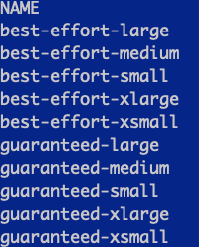 NAME
best-effort-large
best-effort-medium
best-effort-small
best-effort-xlarge
best-effort-xsmall
guaranteed-large
guaranteed-medium
guaranteed-small
guaranteed-xlarge
guaranteed-xsmall